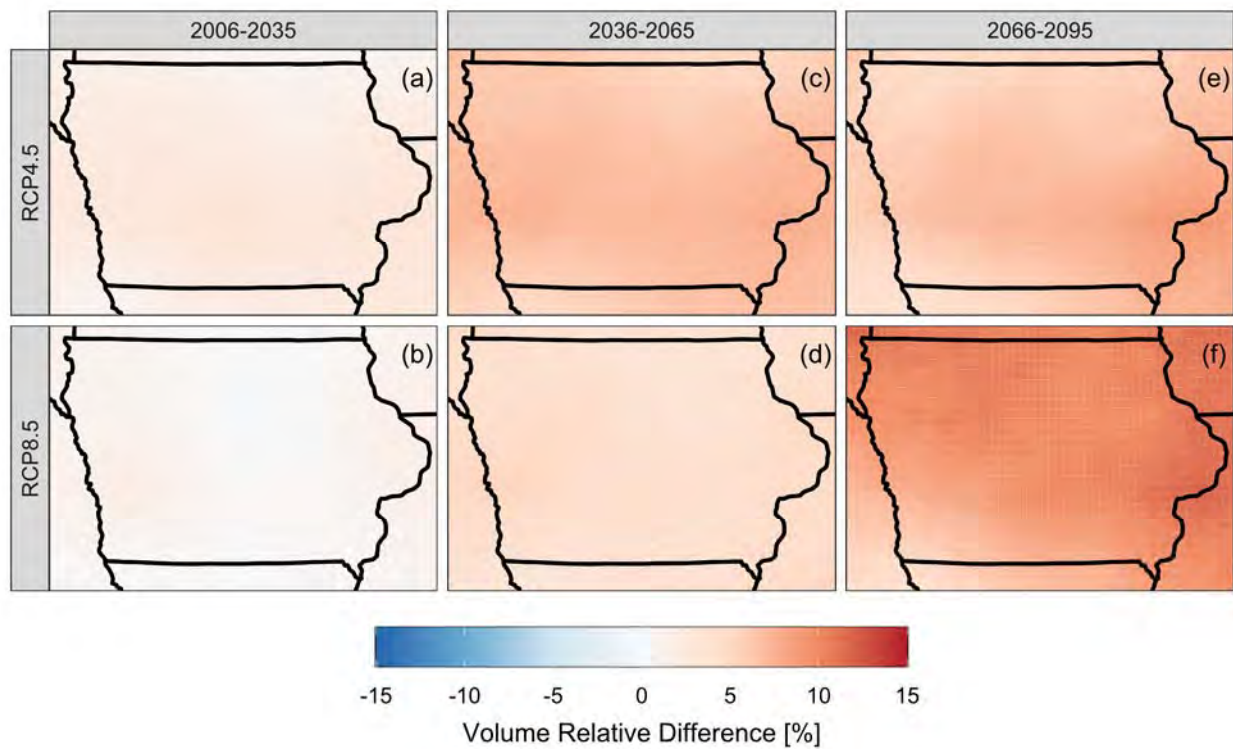 2006-2035
2036-2065
2066-2095
RCP4.5
(a)
(c)
(e)
RCP8.5
(b)
(d)
(f)
-15 -10 -5 0 5 10 15
Volume Relative Difference [%]